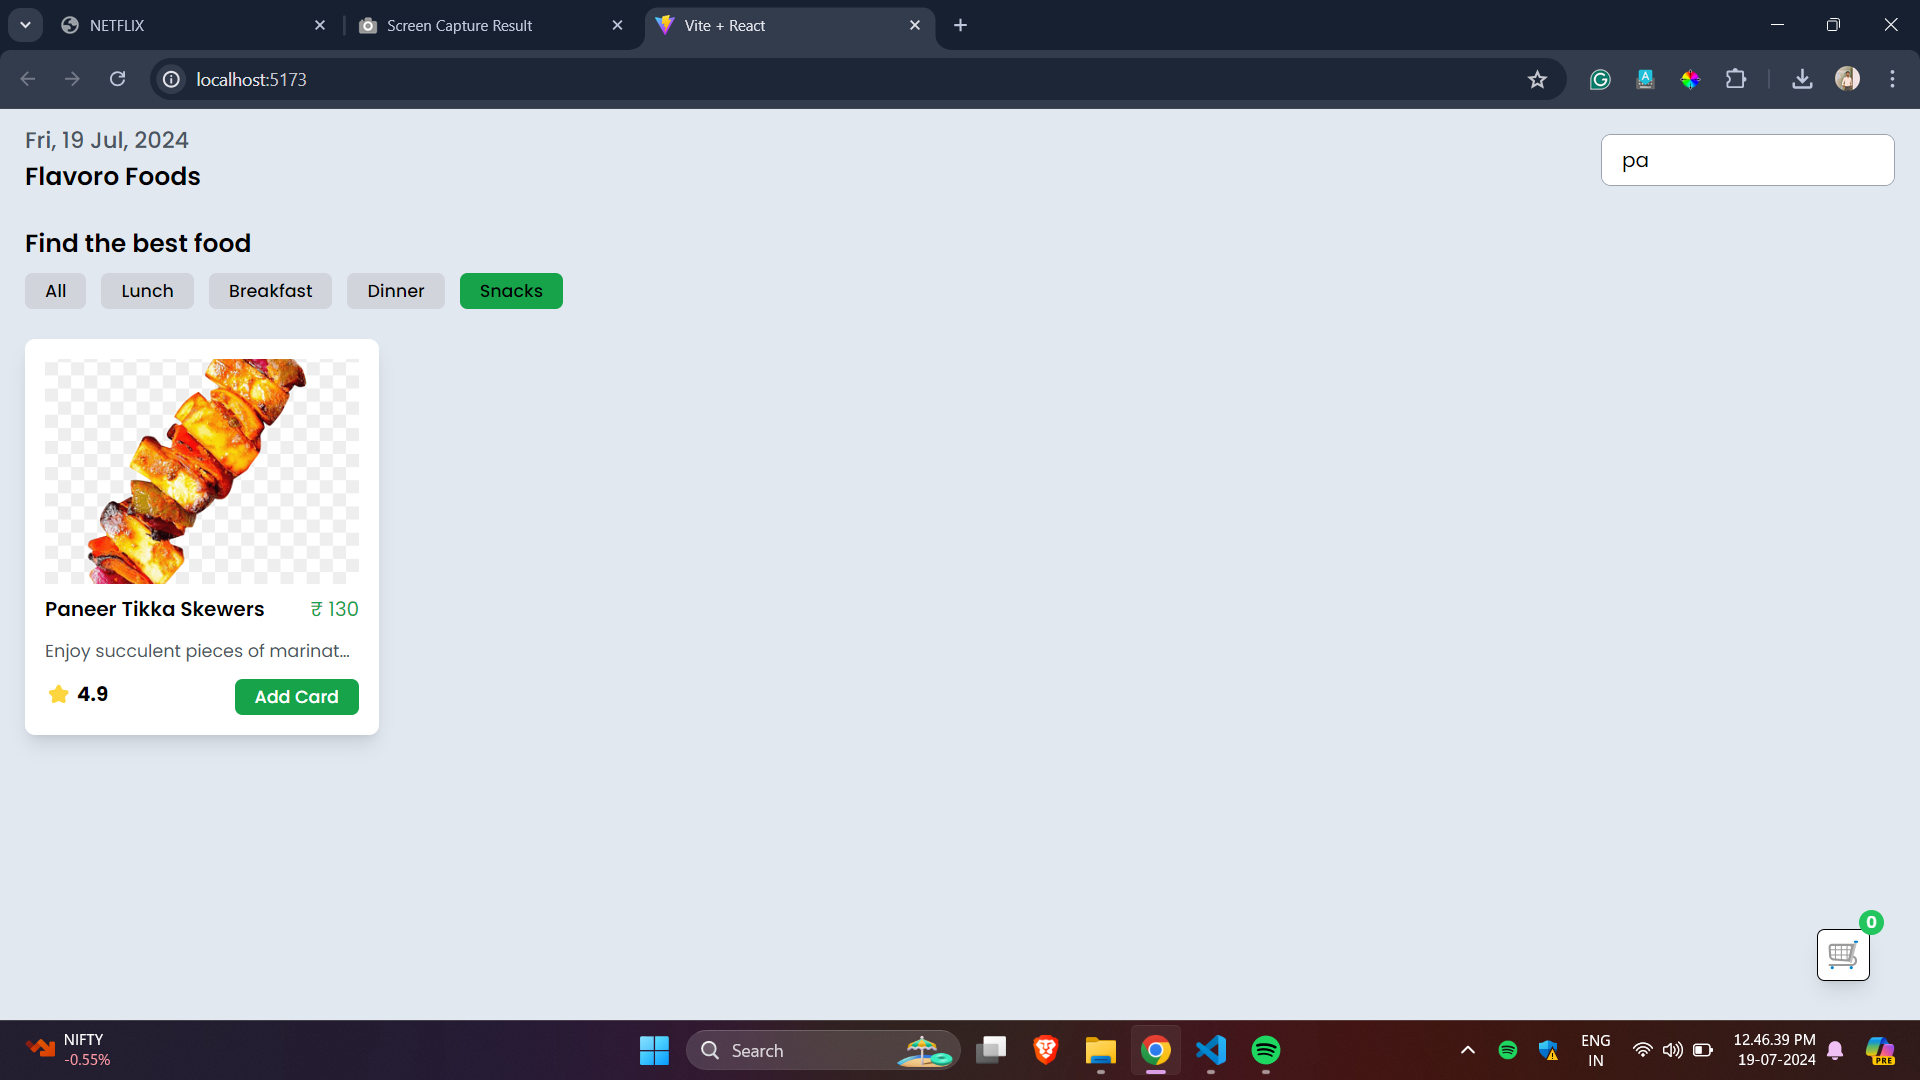 NETFLIX
Screen Capture Result
Vite + React
localhost:5173
Fri, 19 Jul, 2024
Flavoro Foods
pa
Find the best food
All
Lunch
Breakfast
Dinner
Snacks
Paneer Tikka Skewers
₹ 130
Enjoy succulent pieces of marinat...
4.9
Add Card
0
NIFTY
-0.55%
Search
ENG
IN
12.46.39 PM
19-07-2024
PRE